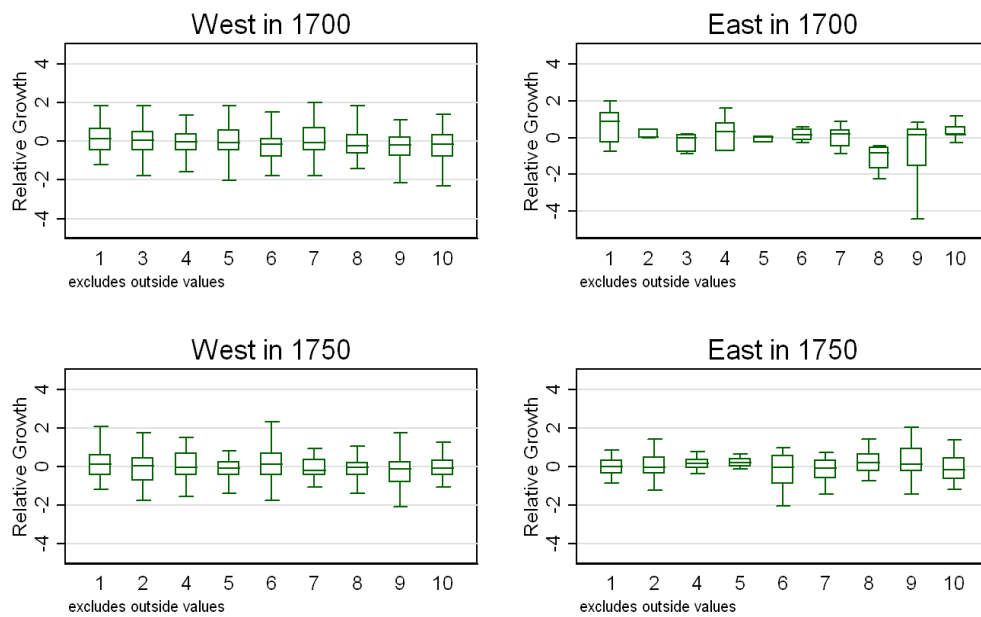 West in 1700
Relative Growth
4
2
0
-2
-4
1 3 4 5 6 7 8 9 10
excludes outside values
East in 1700
Relative Growth
4
2
0
-2
-4
1 2 3 4 5 6 7 8 9 10
excludes outside values
West in 1750
Relative Growth
4
2
0
-2
-4
1 2 4 5 6 7 8 9 10
excludes outside values
East in 1750
Relative Growth
4
2
0
-2
-4
1 2 4 5 6 7 8 9 10
excludes outside values